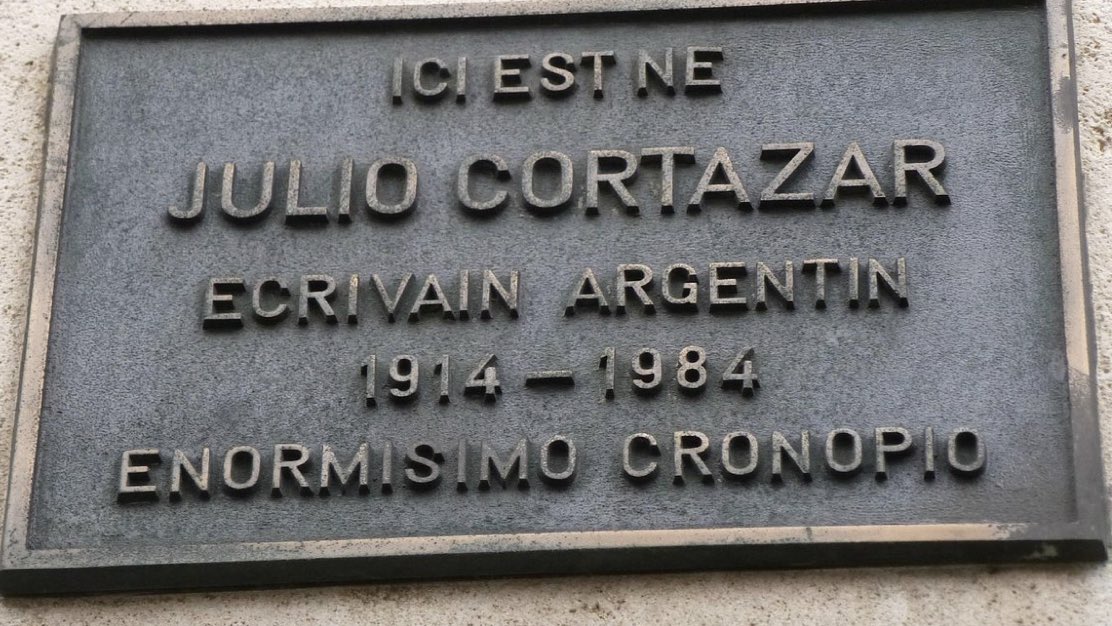 ICI EST NE
JULIO CORTAZAR
ECRIVAIN ARGENTIN
1914 – 1984
ENORMISIMO CRONOPIO